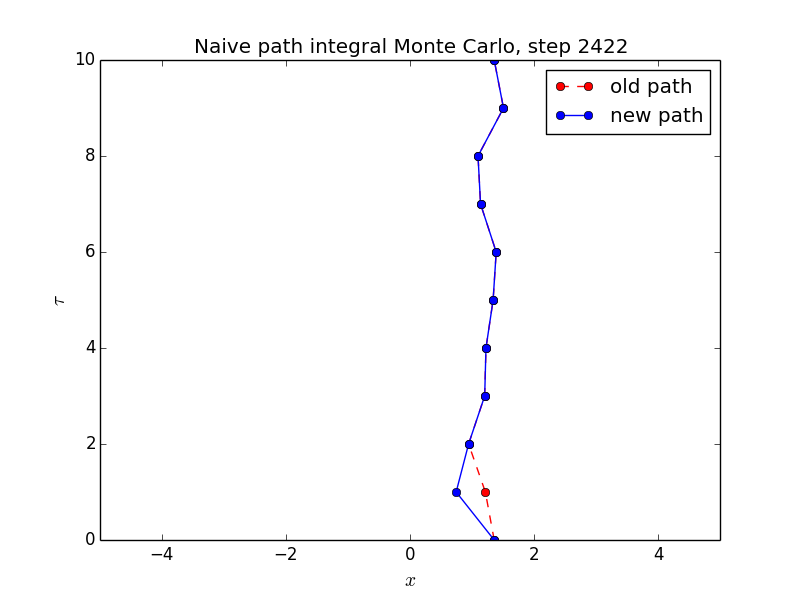 Naive path integral Monte Carlo, step 2422
old path
new path
10
8
6
4
2
0
τ
−4 −2 0 2 4
x